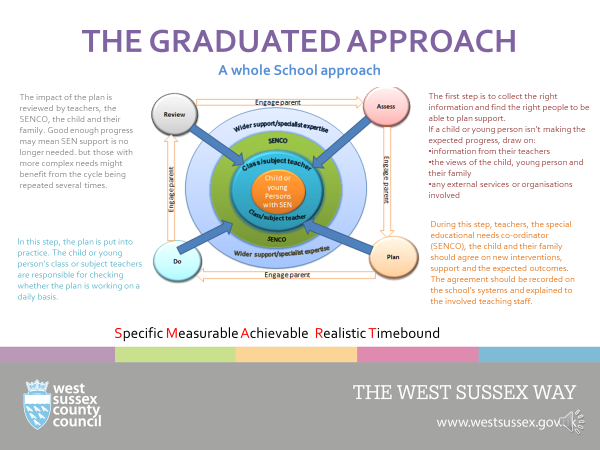 THE GRADUATED APPROACH
A whole School approach
The impact of the plan is
reviewed by teachers, the
SENCO, the child and their
family. Good enough progress
may mean SEN support is no
longer needed. but those with
more complex needs might
benefit from the cycle being
repeated several times.
In this step, the plan is put into
practice. The child or young
person's class or subject teachers
are responsible for checking
whether the plan is working on a
daily basis.
Review
Engage parent
Assess
Wider support/specialist expertise
SENCO
Class/subject teacher
Child or
young
Persons
with SEN
Class/subject teacher
SENCO
Wider support/specialist expertise
Engage parent
Engage parent
Do
Engage parent
Plan
The first step is to collect the right
information and find the right people to be
able to plan support.
If a child or young person isn't making the
expected progress, draw on:
•information from their teachers
•the views of the child, young person and
their family
•any external services or organisations
involved
During this step, teachers, the special
educational needs co-ordinator
(SENCO), the child and their family
should agree on new interventions,
support and the expected outcomes.
The agreement should be recorded on
the school's systems and explained to
the involved teaching staff.
Specific Measurable Achievable Realistic Timebound
west
sussex
county
council
THE WEST SUSSEX WAY
www.westsussex.gov